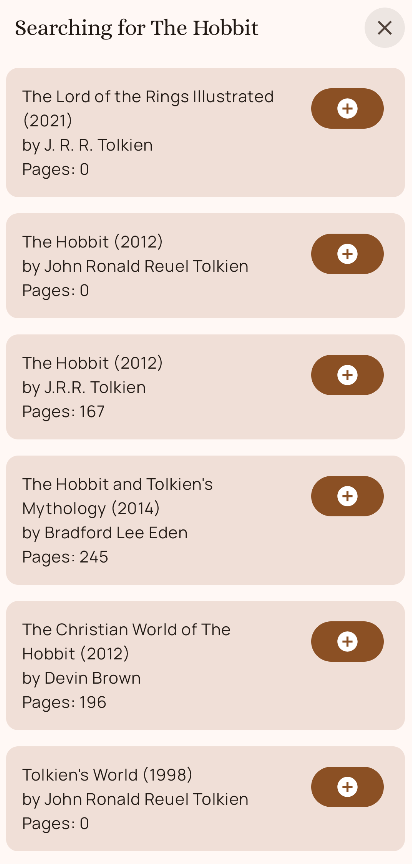 Searching for The Hobbit
The Lord of the Rings Illustrated
(2021)
by J. R. R. Tolkien
Pages: 0
The Hobbit (2012)
by John Ronald Reuel Tolkien
Pages: 0
The Hobbit (2012)
by J.R.R. Tolkien
Pages: 167
The Hobbit and Tolkien's
Mythology (2014)
by Bradford Lee Eden
Pages: 245
The Christian World of The
Hobbit (2012)
by Devin Brown
Pages: 196
Tolkien's World (1998)
by John Ronald Reuel Tolkien
Pages: 0